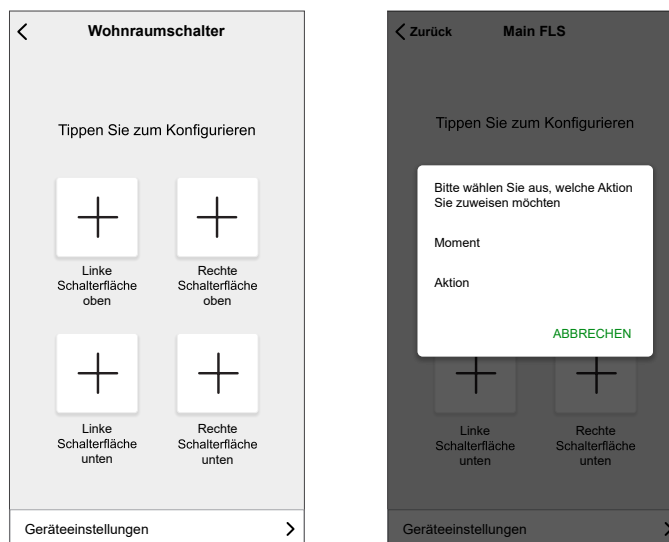 Wohnraumschalter
Tippen Sie zum Konfigurieren
Linke
Schalterfläche
oben
Rechte
Schalterfläche
oben
Linke
Schalterfläche
unten
Rechte
Schalterfläche
unten
Geräteeinstellungen
Zurück
Main FLS
Tippen Sie zum Konfigurieren
Bitte wählen Sie aus, welche Aktion
Sie zuweisen möchten
Moment
Aktion
ABBRECHEN
Linke
Schalterfläche
unten
Rechte
Schalterfläche
unten
Geräteeinstellungen